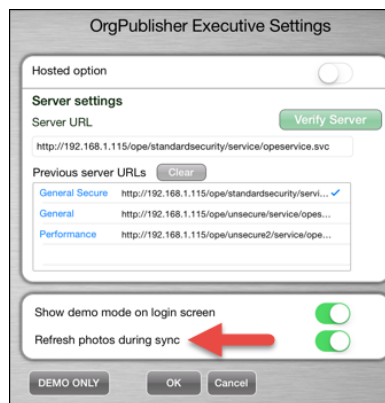 OrgPublisher Executive Settings
Hosted option
Server settings
Server URL
Verify Server
http://192.168.1.115/ope/standardsecurity/service/opeservice.svc
Previous server URLs Clear
General Secure http://192.168.1.115/ope/standardsecurity/servi...
General http://192.168.1.115/ope/unsecure/service/opes...
Performance http://192.168.1.115/ope/unsecure2/service/ope...
Show demo mode on login screen
Refresh photos during sync
DEMO ONLY OK Cancel